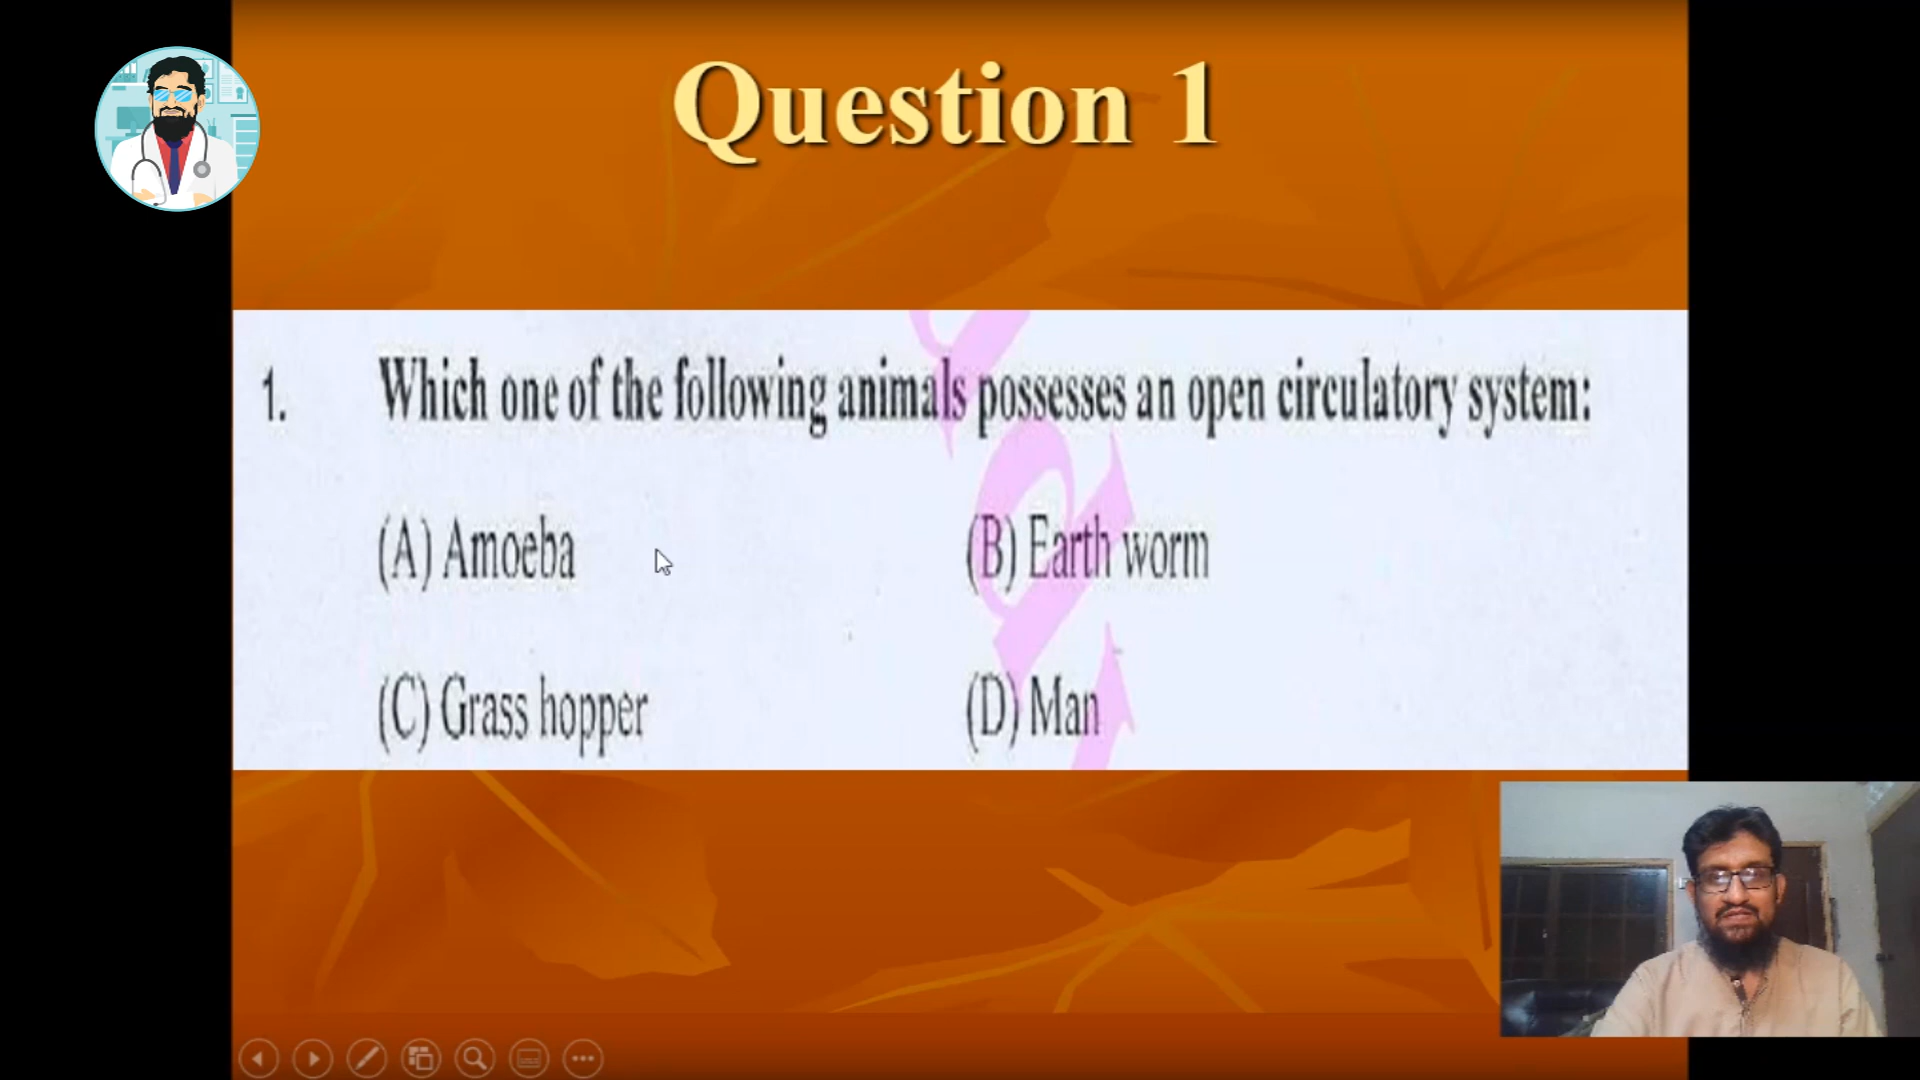 Question 1
1. Which one of the following animals possesses an open circulatory system:
(A) Amoeba (B) Earth worm
(C) Grass hopper (D) Man